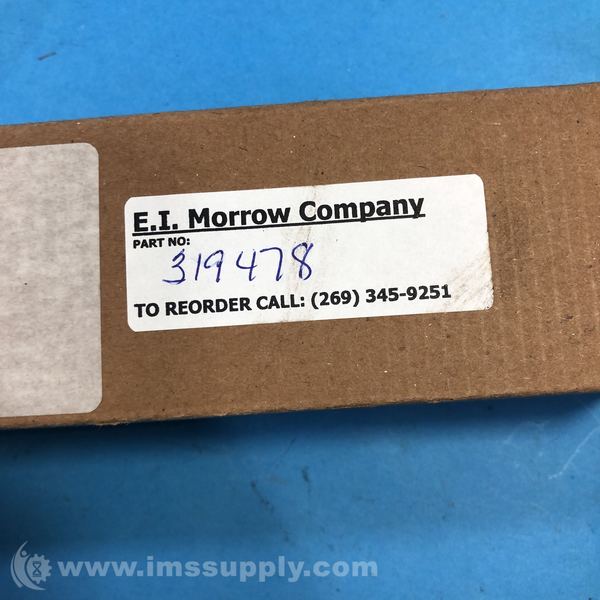 E.I. Morrow Company
PART NO:
319478
TO REORDER CALL: (269) 345-9251
www.imssupply.com